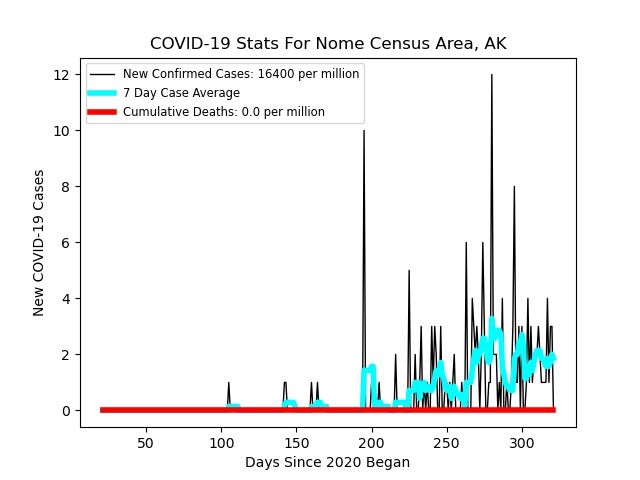 COVID-19 Stats For Nome Census Area, AK
New Confirmed Cases: 16400 per million
7 Day Case Average
Cumulative Deaths: 0.0 per million
New COVID-19 Cases
12
10
8
6
4
2
0
50 100 150 200 250 300
Days Since 2020 Began